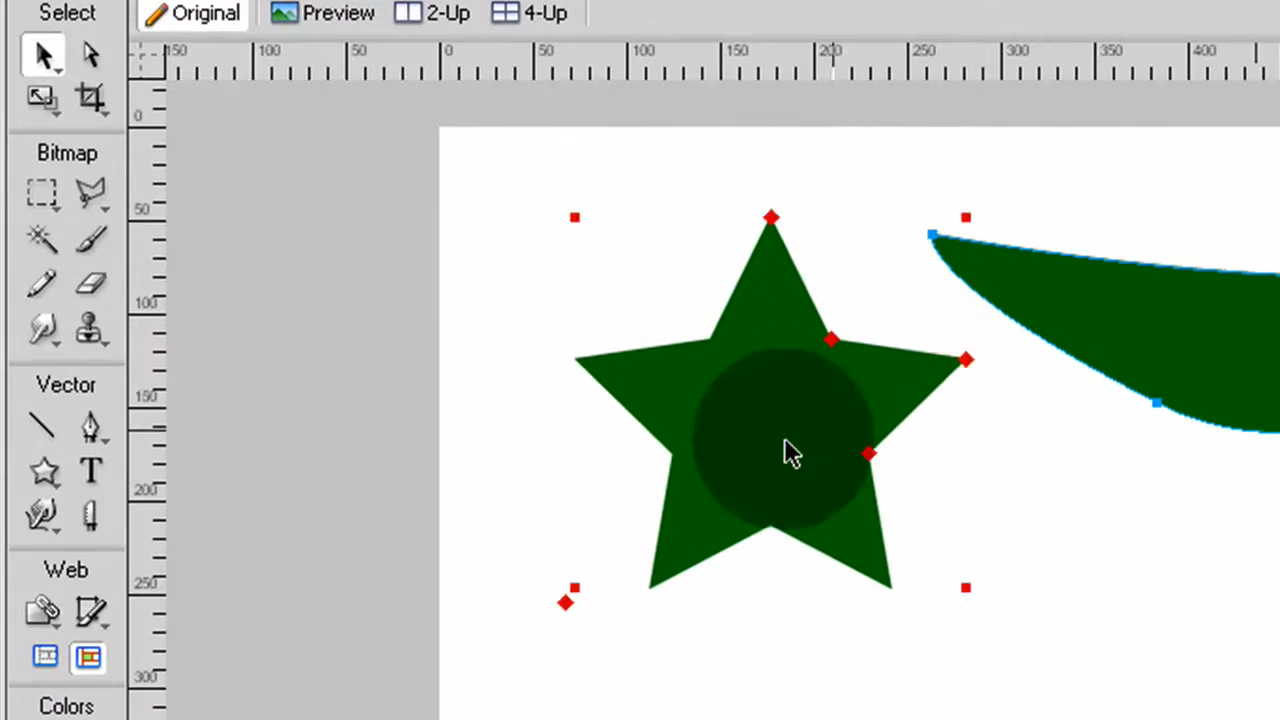 Select
Original Preview 2-Up 4-Up
150 100 50 0 50 100 150 200 250 300 350 400
0
Bitmap
50
100
Vector
150
T
200
Web
250
300
Colors